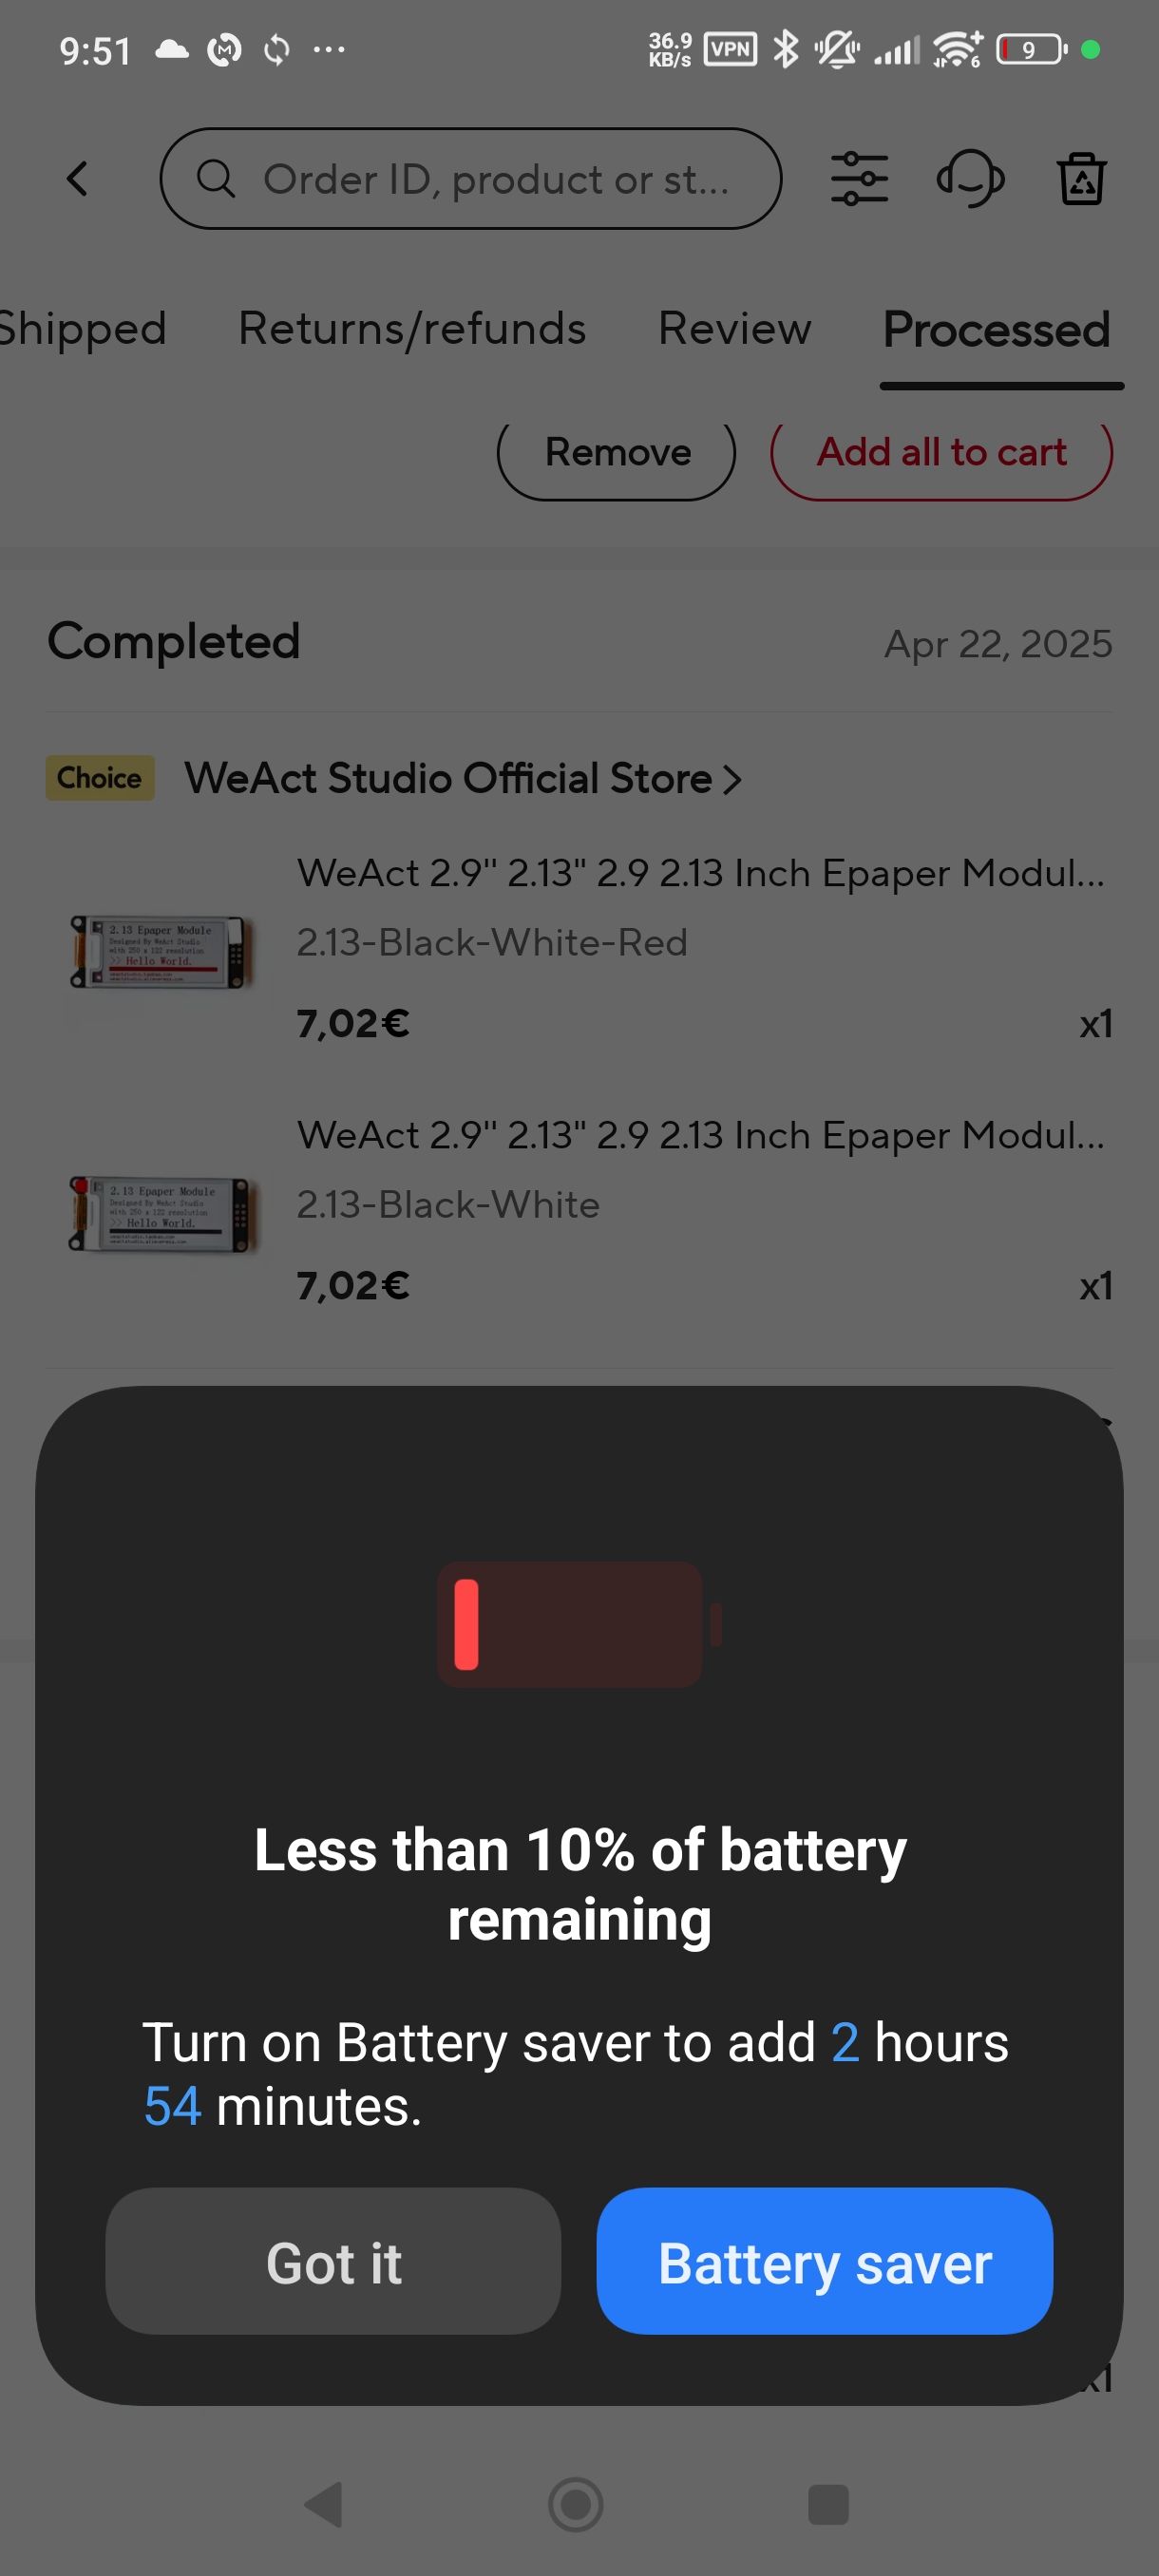 9:51 36.9 KB/s VPN 6 9
Order ID, product or st...
Shipped Returns/refunds Review Processed
Remove Add all to cart
Completed Apr 22, 2025
Choice WeAct Studio Official Store
WeAct 2.9" 2.13" 2.9 2.13 Inch Epaper Modul...
2.13 Epaper Module
Designed By WeAct Studio
with 250 x 122 resolution
>> Hello World.
2.13-Black-White-Red
7,02€ x1
WeAct 2.9" 2.13" 2.9 2.13 Inch Epaper Modul...
2.13 Epaper Module
Designed By WeAct Studio
with 250 x 122 resolution
>> Hello World.
2.13-Black-White
7,02€ x1
Less than 10% of battery
remaining
Turn on Battery saver to add 2 hours
54 minutes.
Got it Battery saver
x1